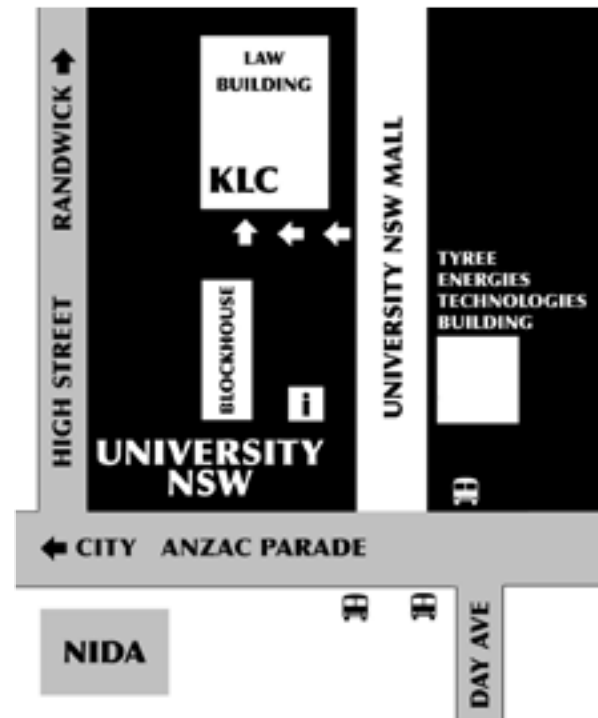 LAW
BUILDING
KLC
RANDWICK
HIGH STREET
UNIVERSITY NSW MALL
TYREE
ENERGIES
TECHNOLOGIES
BUILDING
BLOCKHOUSE
i
UNIVERSITY
NSW
CITY ANZAC PARADE
NIDA
DAY AVE